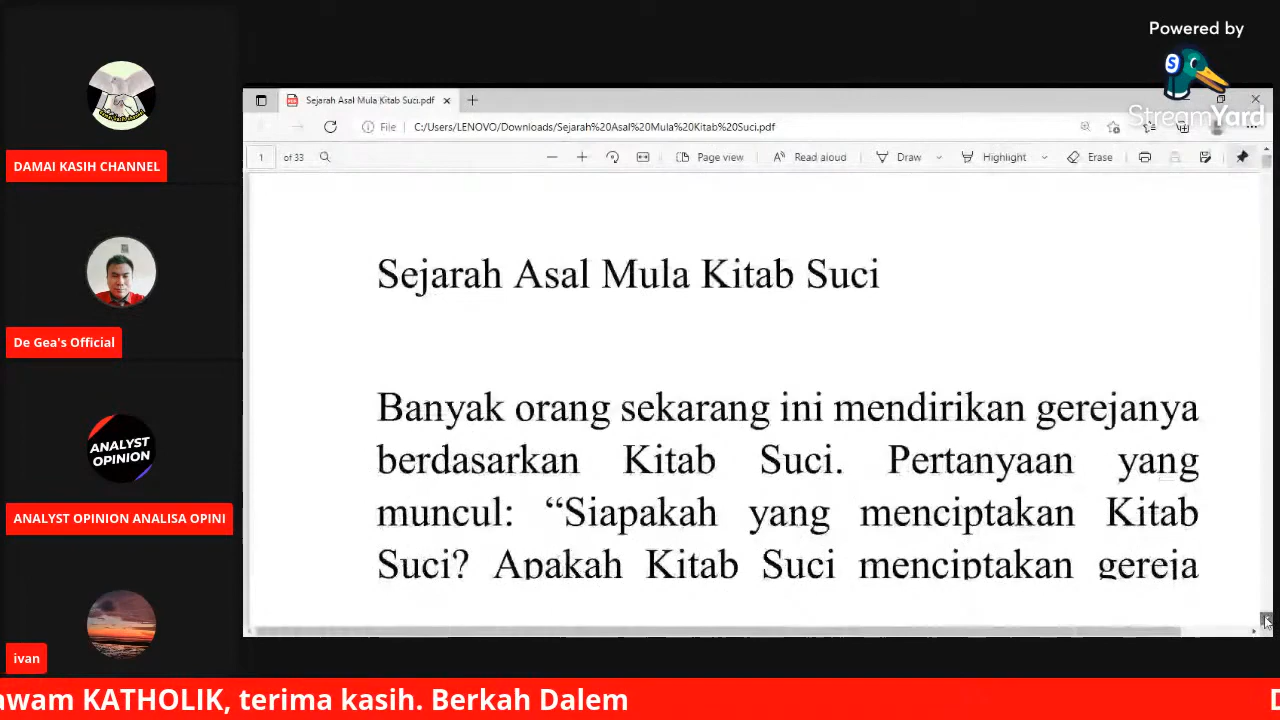 Powered by
StreamYard
DAMAI KASIH CHANNEL
De Gea's Official
ANALYST
OPINION
ANALYST OPINION ANALISA OPINI
ivan
Sejarah Asal Mula Kitab Suci.pdf
File C:/Users/LENOVO/Downloads/Sejarah%20Asal%20Mula%20Kitab%20Suci.pdf
1 of 33 Page view Read aloud Draw Highlight Erase
Sejarah Asal Mula Kitab Suci
Banyak orang sekarang ini mendirikan gerejanya
berdasarkan Kitab Suci. Pertanyaan yang
muncul: “Siapakah yang menciptakan Kitab
Suci? Apakah Kitab Suci menciptakan gereja
awam KATHOLIK, terima kasih. Berkah Dalem